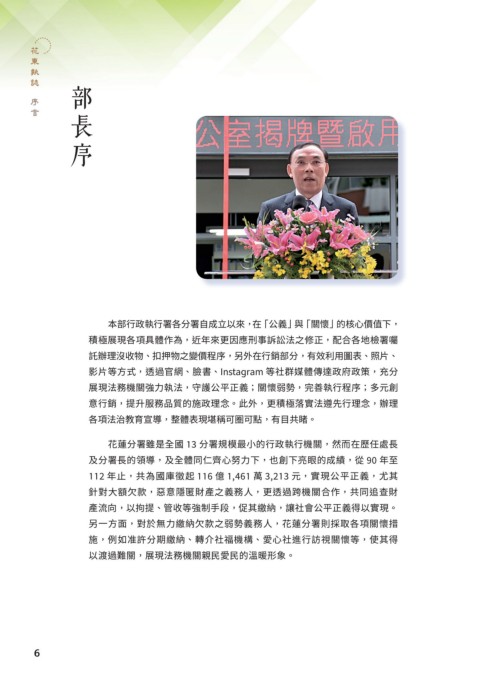 花東執誌 序言
部長序
公室揭牌暨啟用
本部行政執行署各分署自成立以來，在「公義」與「關懷」的核心價值下，
積極展現各項具體作為，近年來更因應刑事訴訟法之修正，配合各地檢署囑
託辦理沒收物、扣押物之變價程序，另外在行銷部分，有效利用圖表、照片、
影片等方式，透過官網、臉書、Instagram 等社群媒體傳達政府政策，充分
展現法務機關強力執法，守護公平正義；關懷弱勢，完善執行程序；多元創
意行銷，提升服務品質的施政理念。此外，更積極落實法遵先行理念，辦理
各項法治教育宣導，整體表現堪稱可圈可點，有目共睹。
花蓮分署雖是全國 13 分署規模最小的行政執行機關，然而在歷任處長
及分署長的領導，及全體同仁齊心努力下，也創下亮眼的成績，從 90 年至
112 年止，共為國庫徵起 116 億 1,461 萬 3,213 元，實現公平正義，尤其
針對大額欠款，惡意隱匿財產之義務人，更透過跨機關合作，共同追查財
產流向，以拘提、管收等強制手段，促其繳納，讓社會公平正義得以實現。
另一方面，對於無力繳納欠款之弱勢義務人，花蓮分署則採取各項關懷措
施，例如准許分期繳納、轉介社福機構、愛心社進行訪視關懷等，使其得
以渡過難關，展現法務機關親民愛民的溫暖形象。
6